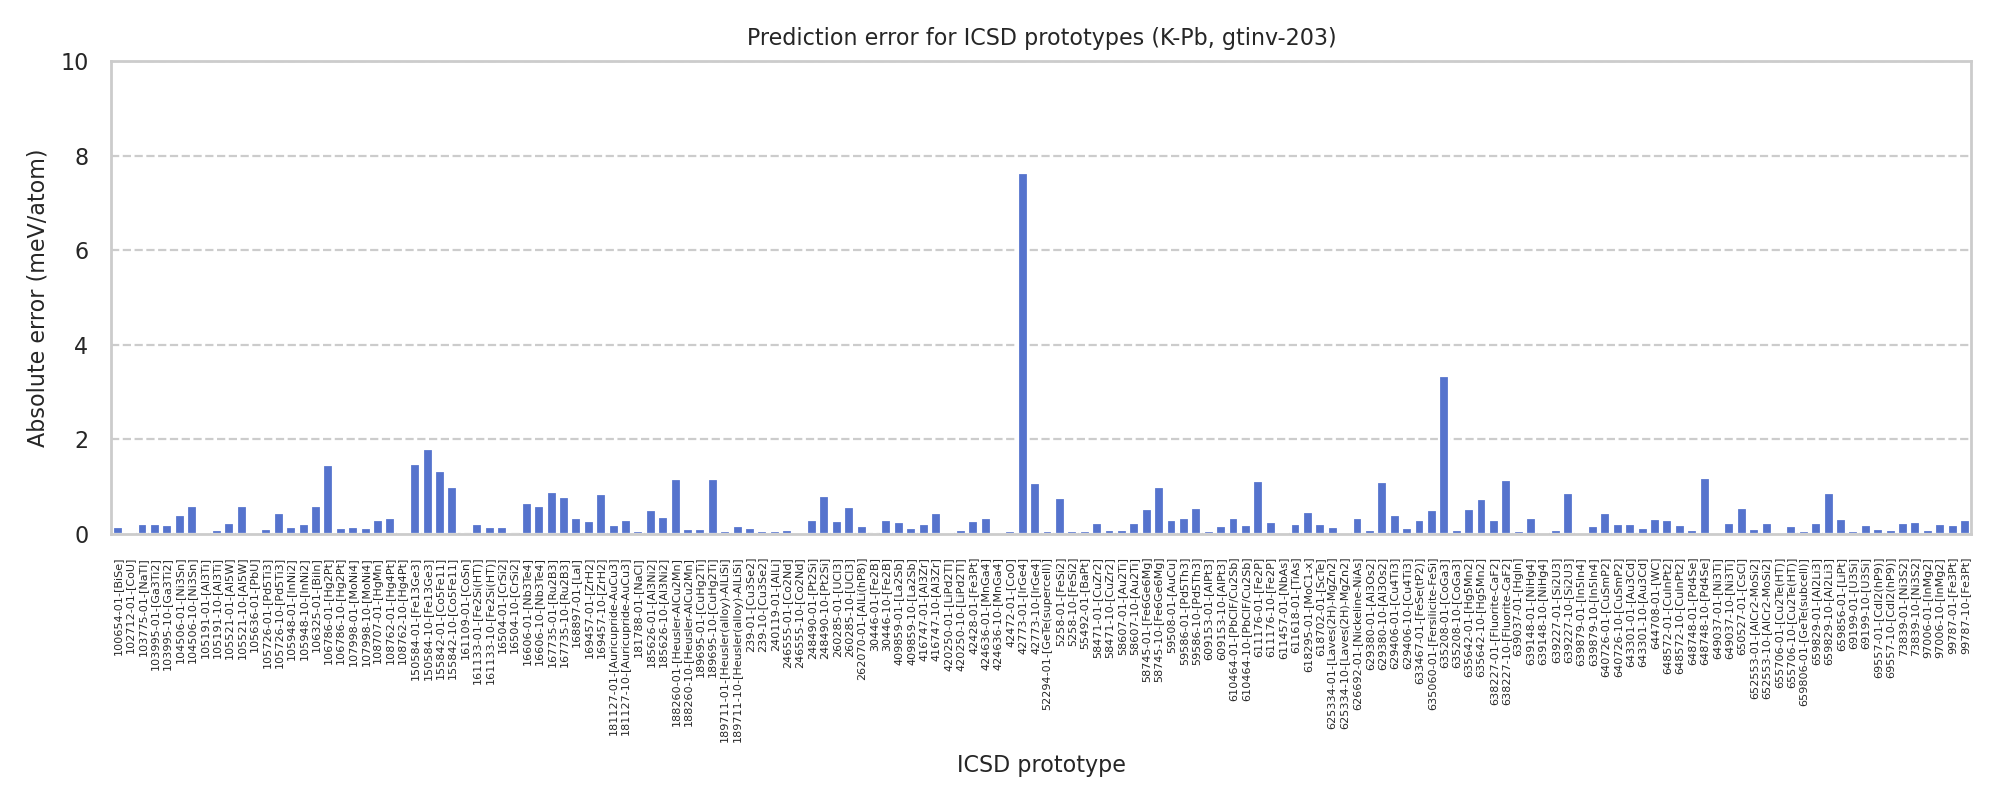 Prediction error for ICSD prototypes (K-Pb, gtinv-203)
Absolute error (meV/atom)
10
8
6
4
2
0
100654-01-[BiSe]
102712-01-[CoU]
103775-01-[NaTl]
103995-01-[Ga3Ti2]
103995-10-[Ga3Ti2]
104506-01-[Ni3Sn]
104506-10-[Ni3Sn]
105191-01-[Al3Ti]
105191-10-[Al3Ti]
105521-01-[Al5W]
105521-10-[Al5W]
105636-01-[PbU]
105726-01-[Pd5Ti3]
105726-10-[Pd5Ti3]
105948-01-[InNi2]
105948-10-[InNi2]
106325-01-[BiIn]
106786-01-[Hg2Pt]
106786-10-[Hg2Pt]
107998-01-[MoNi4]
107998-10-[MoNi4]
108707-01-[HgMn]
108762-01-[Hg4Pt]
108762-10-[Hg4Pt]
150584-01-[Fe13Ge3]
150584-10-[Fe13Ge3]
155842-01-[Co5Fe11]
155842-10-[Co5Fe11]
161109-01-[CoSn]
161133-01-[Fe2Si(HT)]
161133-10-[Fe2Si(HT)]
16504-01-[CrSi2]
16504-10-[CrSi2]
16606-01-[Nb3Te4]
16606-10-[Nb3Te4]
167735-01-[Ru2B3]
167735-10-[Ru2B3]
168897-01-[LaI]
169457-01-[ZrH2]
169457-10-[ZrH2]
181127-01-[Auricupride-AuCu3]
181127-10-[Auricupride-AuCu3]
181788-01-[NaCl]
185626-01-[Al3Ni2]
185626-10-[Al3Ni2]
188260-01-[Heusler-AlCu2Mn]
188260-10-[Heusler-AlCu2Mn]
189695-01-[CuHg2Ti]
189695-10-[CuHg2Ti]
189711-01-[Heusler(alloy)-AlLiSi]
189711-10-[Heusler(alloy)-AlLiSi]
239-01-[Cu3Se2]
239-10-[Cu3Se2]
240119-01-[AlLi]
246555-01-[Co2Nd]
246555-10-[Co2Nd]
248490-01-[Pt2Si]
248490-10-[Pt2Si]
260285-01-[UCl3]
260285-10-[UCl3]
262070-01-[AlLi(hP8)]
30446-01-[Fe2B]
30446-10-[Fe2B]
409859-01-[La2Sb]
409859-10-[La2Sb]
416747-01-[Al3Zr]
416747-10-[Al3Zr]
420250-01-[LiPd2Tl]
420250-10-[LiPd2Tl]
42428-01-[Fe3Pt]
424636-01-[MnGa4]
424636-10-[MnGa4]
42472-01-[CoO]
42773-01-[IrGe4]
42773-10-[IrGe4]
52294-01-[GeTe(supercell)]
5258-01-[FeSi2]
5258-10-[FeSi2]
55492-01-[BaPt]
58471-01-[CuZr2]
58471-10-[CuZr2]
58607-01-[Au2Ti]
58607-10-[Au2Ti]
58745-01-[Fe6Ge6Mg]
58745-10-[Fe6Ge6Mg]
59508-01-[AuCu]
59586-01-[Pd5Th3]
59586-10-[Pd5Th3]
609153-01-[AlPt3]
609153-10-[AlPt3]
610464-01-[PbClF/Cu2Sb]
610464-10-[PbClF/Cu2Sb]
611176-01-[Fe2P]
611176-10-[Fe2P]
611457-01-[NbAs]
611618-01-[TiAs]
618295-01-[MoC1-x]
618702-01-[ScTe]
625334-01-[Laves(2H)-MgZn2]
625334-10-[Laves(2H)-MgZn2]
626692-01-[Nickeline-NiAs]
629380-01-[Al3Os2]
629380-10-[Al3Os2]
629406-01-[Cu4Ti3]
629406-10-[Cu4Ti3]
633467-01-[FeSe(tP2)]
635060-01-[Fersilicite-FeSi]
635208-01-[CoGa3]
635208-10-[CoGa3]
635642-01-[Hg5Mn2]
635642-10-[Hg5Mn2]
638227-01-[Fluorite-CaF2]
638227-10-[Fluorite-CaF2]
639037-01-[HgIn]
639148-01-[NiHg4]
639148-10-[NiHg4]
639227-01-[Si2U3]
639227-10-[Si2U3]
639879-01-[In5In4]
639879-10-[In5In4]
640726-01-[CuSmP2]
640726-10-[CuSmP2]
643301-01-[Au3Cd]
643301-10-[Au3Cd]
644708-01-[WC]
648572-01-[CuInPt2]
648572-10-[CuInPt2]
648748-01-[Pd4Se]
648748-10-[Pd4Se]
649037-01-[Ni3Ti]
649037-10-[Ni3Ti]
650527-01-[CsCl]
652553-01-[AlCr2-MoSi2]
652553-10-[AlCr2-MoSi2]
655706-01-[Cu2Te(HT)]
655706-10-[Cu2Te(HT)]
659806-01-[GeTe(subcell)]
659829-01-[Al2Li3]
659829-10-[Al2Li3]
659856-01-[LiPt]
69199-01-[U3Si]
69199-10-[U3Si]
69557-01-[CdI2(hP9)]
69557-10-[CdI2(hP9)]
73839-01-[Ni3S2]
73839-10-[Ni3S2]
97006-01-[InMg2]
97006-10-[InMg2]
99787-01-[Fe3Pt]
99787-10-[Fe3Pt]
ICSD prototype